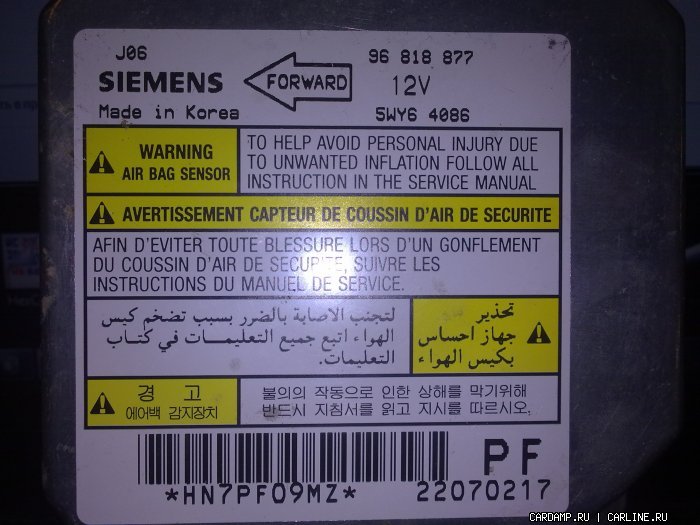 J06
96 818 877
SIEMENS
FORWARD
12V
Made in Korea
5WY6 4086
WARNING
AIR BAG SENSOR
TO HELP AVOID PERSONAL INJURY DUE
TO UNWANTED INFLATION FOLLOW ALL
INSTRUCTION IN THE SERVICE MANUAL
AVERTISSEMENT CAPTEUR DE COUSSIN D'AIR DE SECURITE
AFIN D'EVITER TOUTE BLESSURE LORS D'UN GONFLEMENT
DU COUSSIN D'AIR DE SECURITE, SUIVRE LES
INSTRUCTIONS DU MANUEL DE SERVICE.
تحذير
جهاز احساس
بكيس الهواء
لتجنب الاصابة بالضرر بسبب تضخم كيس
الهواء اتبع جميع التعليمات في كتاب
التعليمات.
경 고
에어백 감지장치
불의의 작동으로 인한 상해를 막기위해
반드시 지침서를 읽고 지시를 따르시오.
PF
*HN7PF09MZ*
22070217
CARDAMP.RU | CARLINE.RU